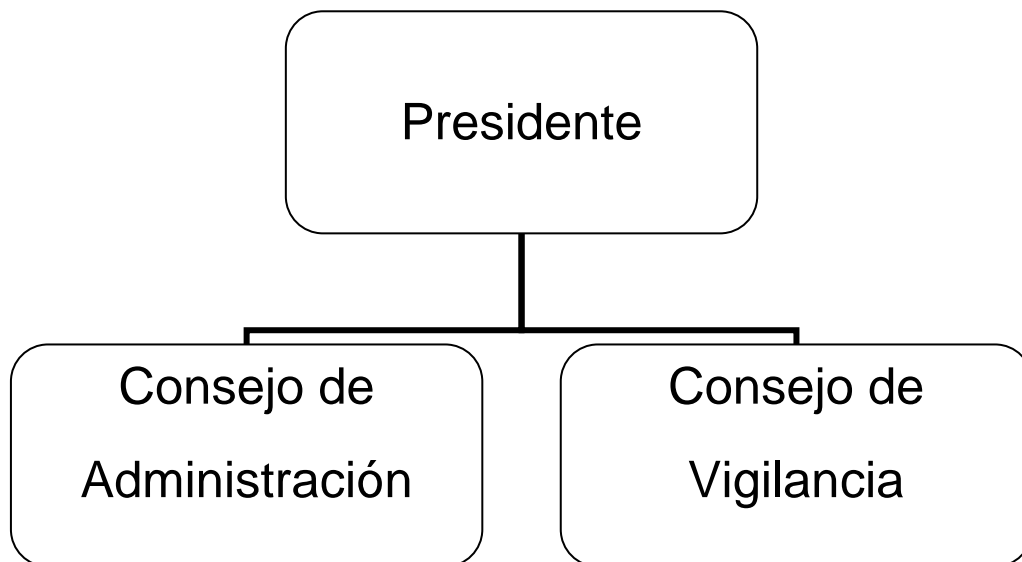 Presidente
Consejo de
Administración
Consejo de
Vigilancia